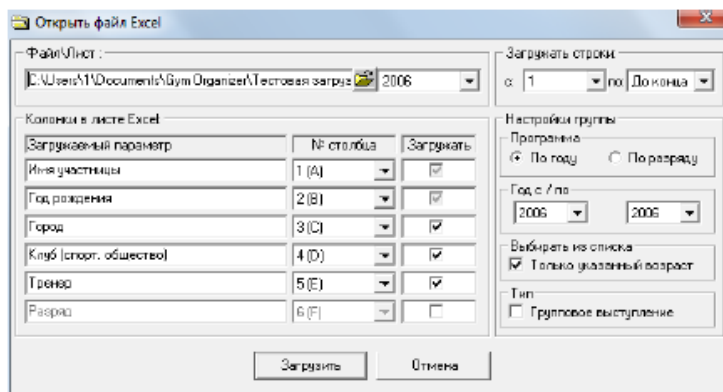 Открыть файл Excel
Файл\Лист :
C:\Users\1\Documents\Gym Organizer\Тестовая загруз
2006
Загружать строки:
с: 1 по: До конца
Колонки в листе Excel
Загружаемый параметр № столбца Загружать
Имя участницы 1 (A)
Год рождения 2 (B)
Город 3 (C)
Клуб (спорт. общество) 4 (D)
Тренер 5 (E)
Разряд 6 (F)
Настройки группы
Программа
По году По разряду
Год с / по
2006 2006
Выбирать из списка
Только указанный возраст
Тип
Групповое выступление
Загрузить Отмена